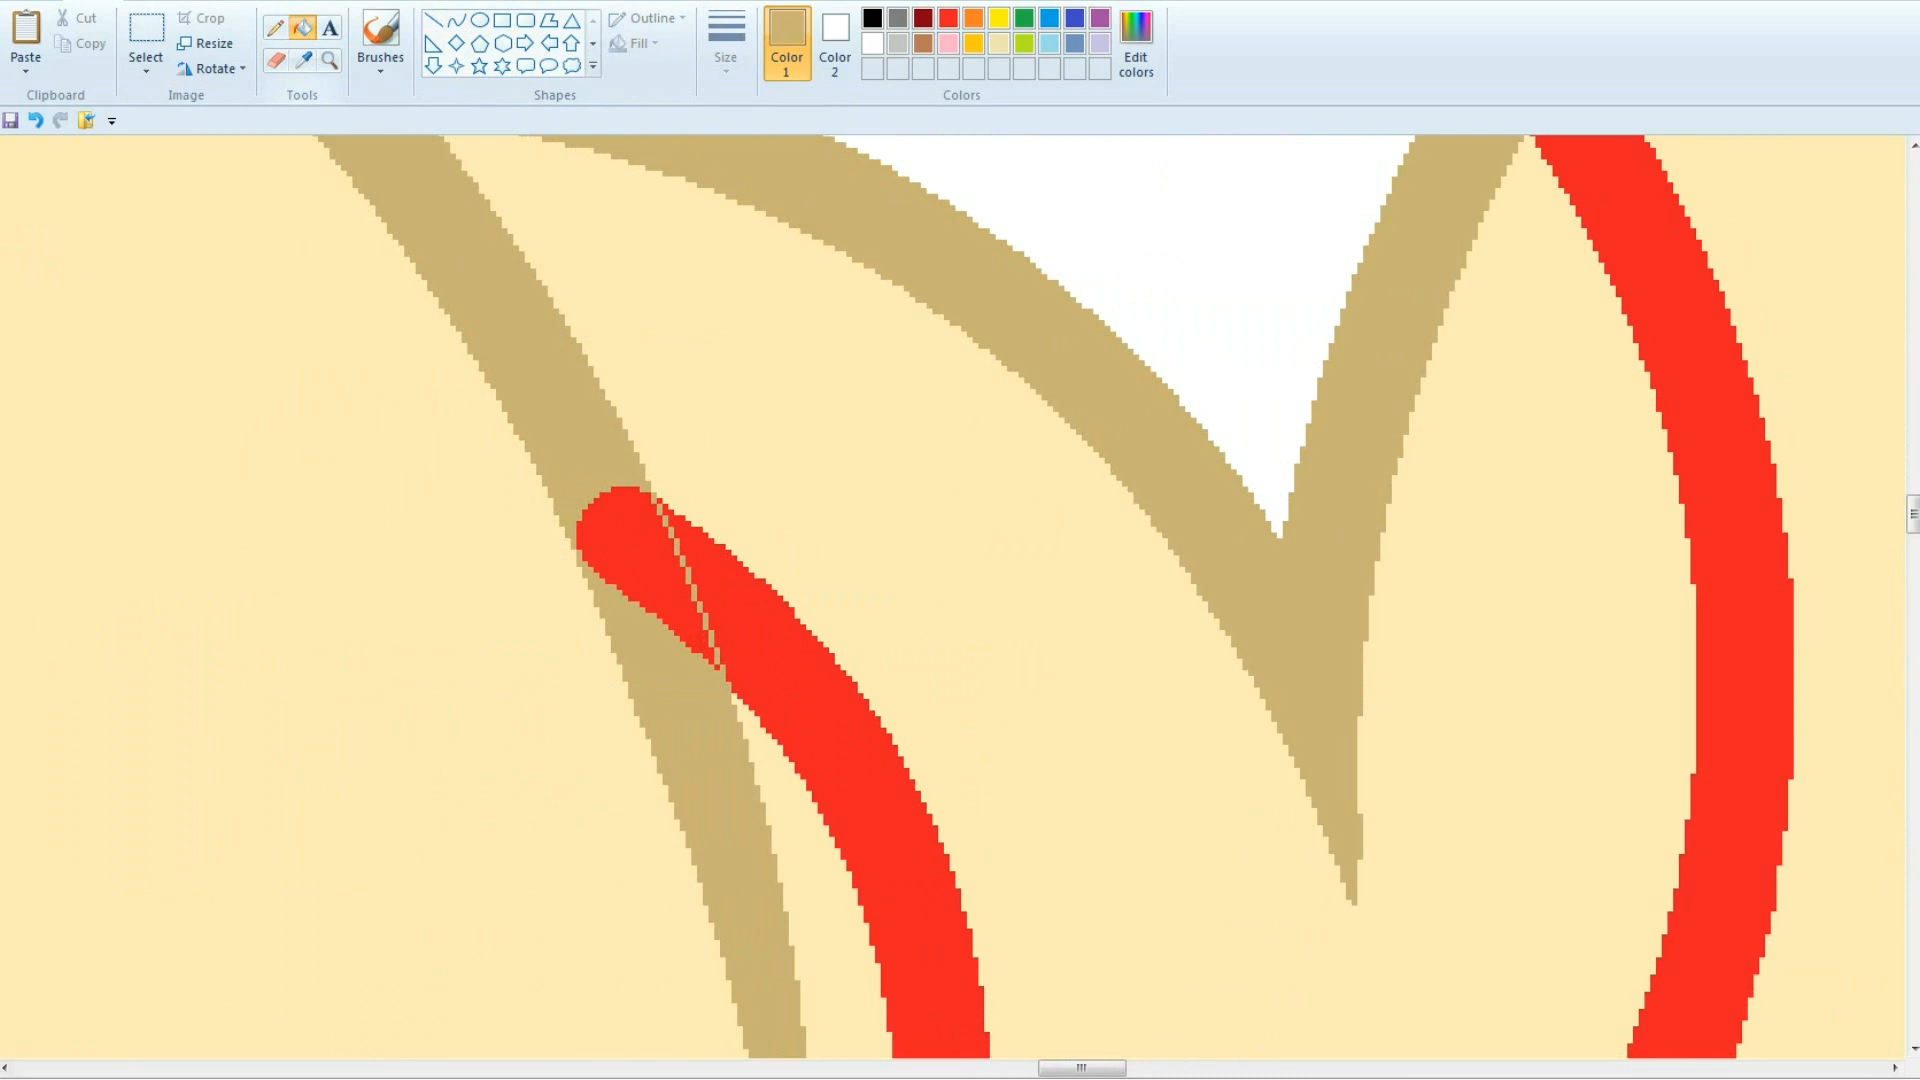 Paste
Cut
Copy
Clipboard
Select
Crop
Resize
Rotate
Image
A
Tools
Brushes
Shapes
Outline
Fill
Size
Color 1
Color 2
Edit colors
Colors